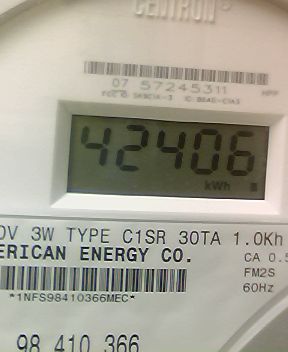 CENTRON
07 57245311
42406
kWh
0V 3W TYPE C1SR 30TA 1.0Kh
ERICAN ENERGY CO. CA 0.5
FM2S
*1NFS98410366MEC* 60Hz
98 410 366